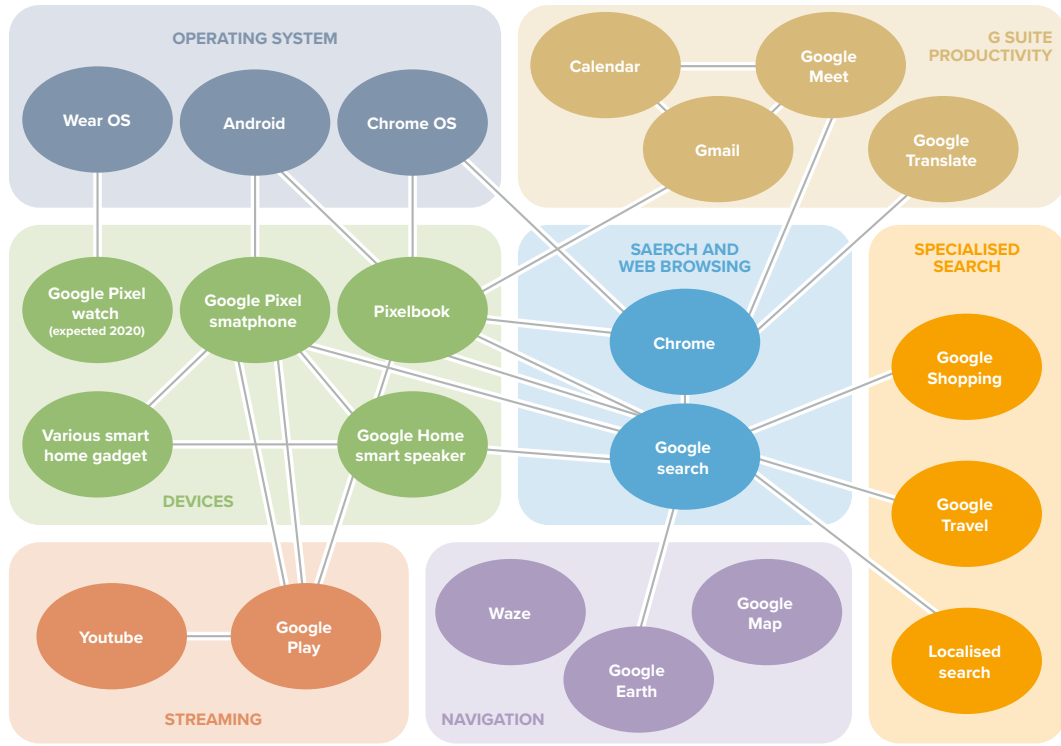 OPERATING SYSTEM
Wear OS
Android
Chrome OS
G SUITE
PRODUCTIVITY
Calendar
Google
Meet
Gmail
Google
Translate
Google Pixel
watch
(expected 2020)
Google Pixel
smatphone
Pixelbook
Various smart
home gadget
Google Home
smart speaker
DEVICES
SAERCH AND
WEB BROWSING
Chrome
Google
search
SPECIALISED
SEARCH
Google
Shopping
Google
Travel
Localised
search
Youtube
Google
Play
STREAMING
Waze
Google
Earth
Google
Map
NAVIGATION